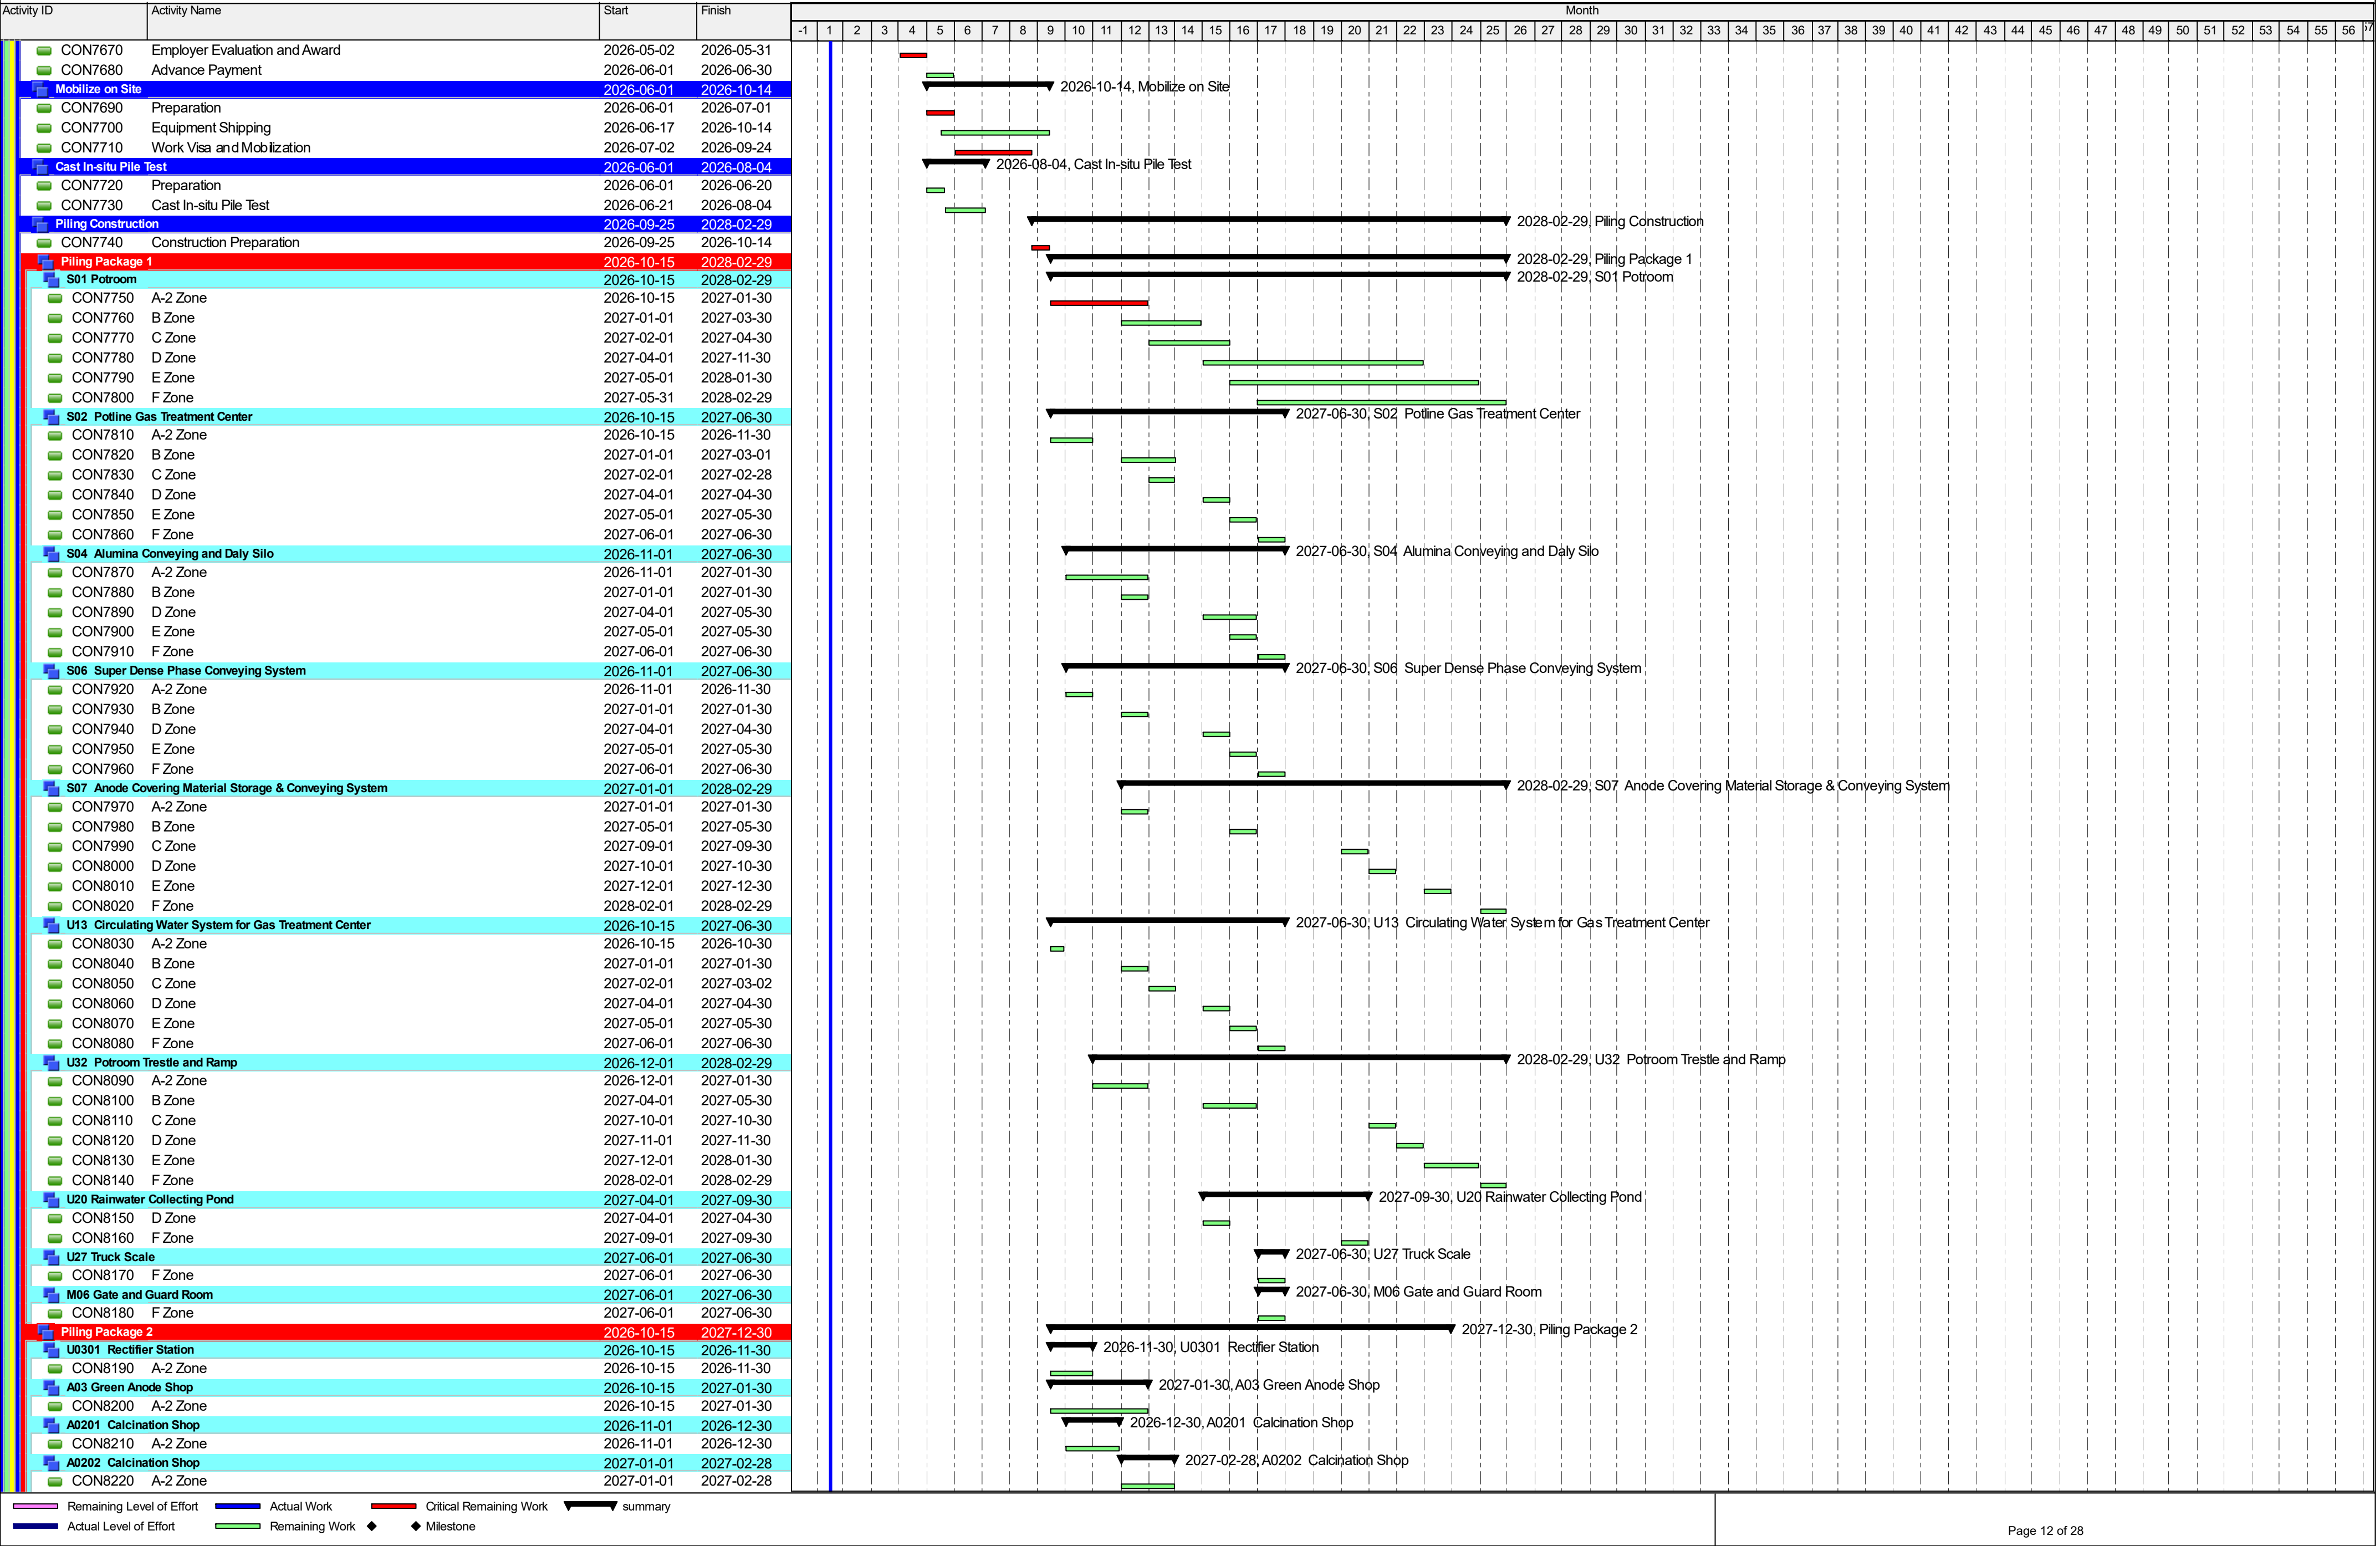 Activity ID Activity Name Start Finish Month
-1 1 2 3 4 5 6 7 8 9 10 11 12 13 14 15 16 17 18 19 20 21 22 23 24 25 26 27 28 29 30 31 32 33 34 35 36 37 38 39 40 41 42 43 44 45 46 47 48 49 50 51 52 53 54 55 56
CON7670 Employer Evaluation and Award 2026-05-02 2026-05-31
CON7680 Advance Payment 2026-06-01 2026-06-30
Mobilize on Site 2026-06-01 2026-10-14 2026-10-14, Mobilize on Site
CON7690 Preparation 2026-06-01 2026-07-01
CON7700 Equipment Shipping 2026-06-17 2026-10-14
CON7710 Work Visa and Mobilization 2026-07-02 2026-09-24
Cast In-situ Pile Test 2026-06-01 2026-08-04 2026-08-04, Cast In-situ Pile Test
CON7720 Preparation 2026-06-01 2026-06-20
CON7730 Cast In-situ Pile Test 2026-06-21 2026-08-04
Piling Construction 2026-09-25 2028-02-29 2028-02-29, Piling Construction
CON7740 Construction Preparation 2026-09-25 2026-10-14
Piling Package 1 2026-10-15 2028-02-29 2028-02-29, Piling Package 1
S01 Potroom 2026-10-15 2028-02-29 2028-02-29, S01 Potroom
CON7750 A-2 Zone 2026-10-15 2027-01-30
CON7760 B Zone 2027-01-01 2027-03-30
CON7770 C Zone 2027-02-01 2027-04-30
CON7780 D Zone 2027-04-01 2027-11-30
CON7790 E Zone 2027-05-01 2028-01-30
CON7800 F Zone 2027-05-31 2028-02-29
S02 Potline Gas Treatment Center 2026-10-15 2027-06-30 2027-06-30, S02 Potline Gas Treatment Center
CON7810 A-2 Zone 2026-10-15 2026-11-30
CON7820 B Zone 2027-01-01 2027-03-01
CON7830 C Zone 2027-02-01 2027-02-28
CON7840 D Zone 2027-04-01 2027-04-30
CON7850 E Zone 2027-05-01 2027-05-30
CON7860 F Zone 2027-06-01 2027-06-30
S04 Alumina Conveying and Daly Silo 2026-11-01 2027-06-30 2027-06-30, S04 Alumina Conveying and Daly Silo
CON7870 A-2 Zone 2026-11-01 2027-01-30
CON7880 B Zone 2027-01-01 2027-01-30
CON7890 D Zone 2027-04-01 2027-05-30
CON7900 E Zone 2027-05-01 2027-05-30
CON7910 F Zone 2027-06-01 2027-06-30
S06 Super Dense Phase Conveying System 2026-11-01 2027-06-30 2027-06-30, S06 Super Dense Phase Conveying System
CON7920 A-2 Zone 2026-11-01 2026-11-30
CON7930 B Zone 2027-01-01 2027-01-30
CON7940 D Zone 2027-04-01 2027-04-30
CON7950 E Zone 2027-05-01 2027-05-30
CON7960 F Zone 2027-06-01 2027-06-30
S07 Anode Covering Material Storage & Conveying System 2027-01-01 2028-02-29 2028-02-29, S07 Anode Covering Material Storage & Conveying System
CON7970 A-2 Zone 2027-01-01 2027-01-30
CON7980 B Zone 2027-05-01 2027-05-30
CON7990 C Zone 2027-09-01 2027-09-30
CON8000 D Zone 2027-10-01 2027-10-30
CON8010 E Zone 2027-12-01 2027-12-30
CON8020 F Zone 2028-02-01 2028-02-29
U13 Circulating Water System for Gas Treatment Center 2026-10-15 2027-06-30 2027-06-30, U13 Circulating Water System for Gas Treatment Center
CON8030 A-2 Zone 2026-10-15 2026-10-30
CON8040 B Zone 2027-01-01 2027-01-30
CON8050 C Zone 2027-02-01 2027-03-02
CON8060 D Zone 2027-04-01 2027-04-30
CON8070 E Zone 2027-05-01 2027-05-30
CON8080 F Zone 2027-06-01 2027-06-30
U32 Potroom Trestle and Ramp 2026-12-01 2028-02-29 2028-02-29, U32 Potroom Trestle and Ramp
CON8090 A-2 Zone 2026-12-01 2027-01-30
CON8100 B Zone 2027-04-01 2027-05-30
CON8110 C Zone 2027-10-01 2027-10-30
CON8120 D Zone 2027-11-01 2027-11-30
CON8130 E Zone 2027-12-01 2028-01-30
CON8140 F Zone 2028-02-01 2028-02-29
U20 Rainwater Collecting Pond 2027-04-01 2027-09-30 2027-09-30, U20 Rainwater Collecting Pond
CON8150 D Zone 2027-04-01 2027-04-30
CON8160 F Zone 2027-09-01 2027-09-30
U27 Truck Scale 2027-06-01 2027-06-30 2027-06-30, U27 Truck Scale
CON8170 F Zone 2027-06-01 2027-06-30
M06 Gate and Guard Room 2027-06-01 2027-06-30 2027-06-30, M06 Gate and Guard Room
CON8180 F Zone 2027-06-01 2027-06-30
Piling Package 2 2026-10-15 2027-12-30 2027-12-30, Piling Package 2
U0301 Rectifier Station 2026-10-15 2026-11-30 2026-11-30, U0301 Rectifier Station
CON8190 A-2 Zone 2026-10-15 2026-11-30
A03 Green Anode Shop 2026-10-15 2027-01-30 2027-01-30, A03 Green Anode Shop
CON8200 A-2 Zone 2026-10-15 2027-01-30
A0201 Calcination Shop 2026-11-01 2026-12-30 2026-12-30, A0201 Calcination Shop
CON8210 A-2 Zone 2026-11-01 2026-12-30
A0202 Calcination Shop 2027-01-01 2027-02-28 2027-02-28, A0202 Calcination Shop
CON8220 A-2 Zone 2027-01-01 2027-02-28
Remaining Level of Effort Actual Work Critical Remaining Work summary
Actual Level of Effort Remaining Work Milestone
Page 12 of 28